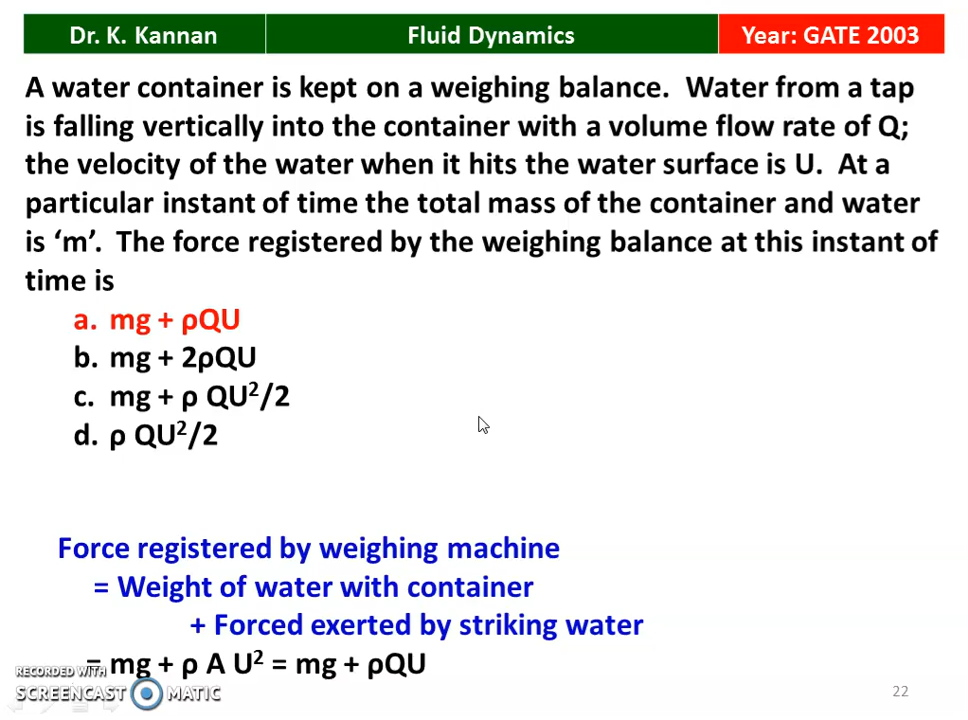 Dr. K. Kannan Fluid Dynamics Year: GATE 2003
A water container is kept on a weighing balance. Water from a tap
is falling vertically into the container with a volume flow rate of Q;
the velocity of the water when it hits the water surface is U. At a
particular instant of time the total mass of the container and water
is ‘m’. The force registered by the weighing balance at this instant of
time is
a. mg + ρQU
b. mg + 2ρQU
c. mg + ρ QU²/2
d. ρ QU²/2
Force registered by weighing machine
= Weight of water with container
+ Forced exerted by striking water
= mg + ρ A U² = mg + ρQU
RECORDED WITH
SCREENCAST MATIC
22